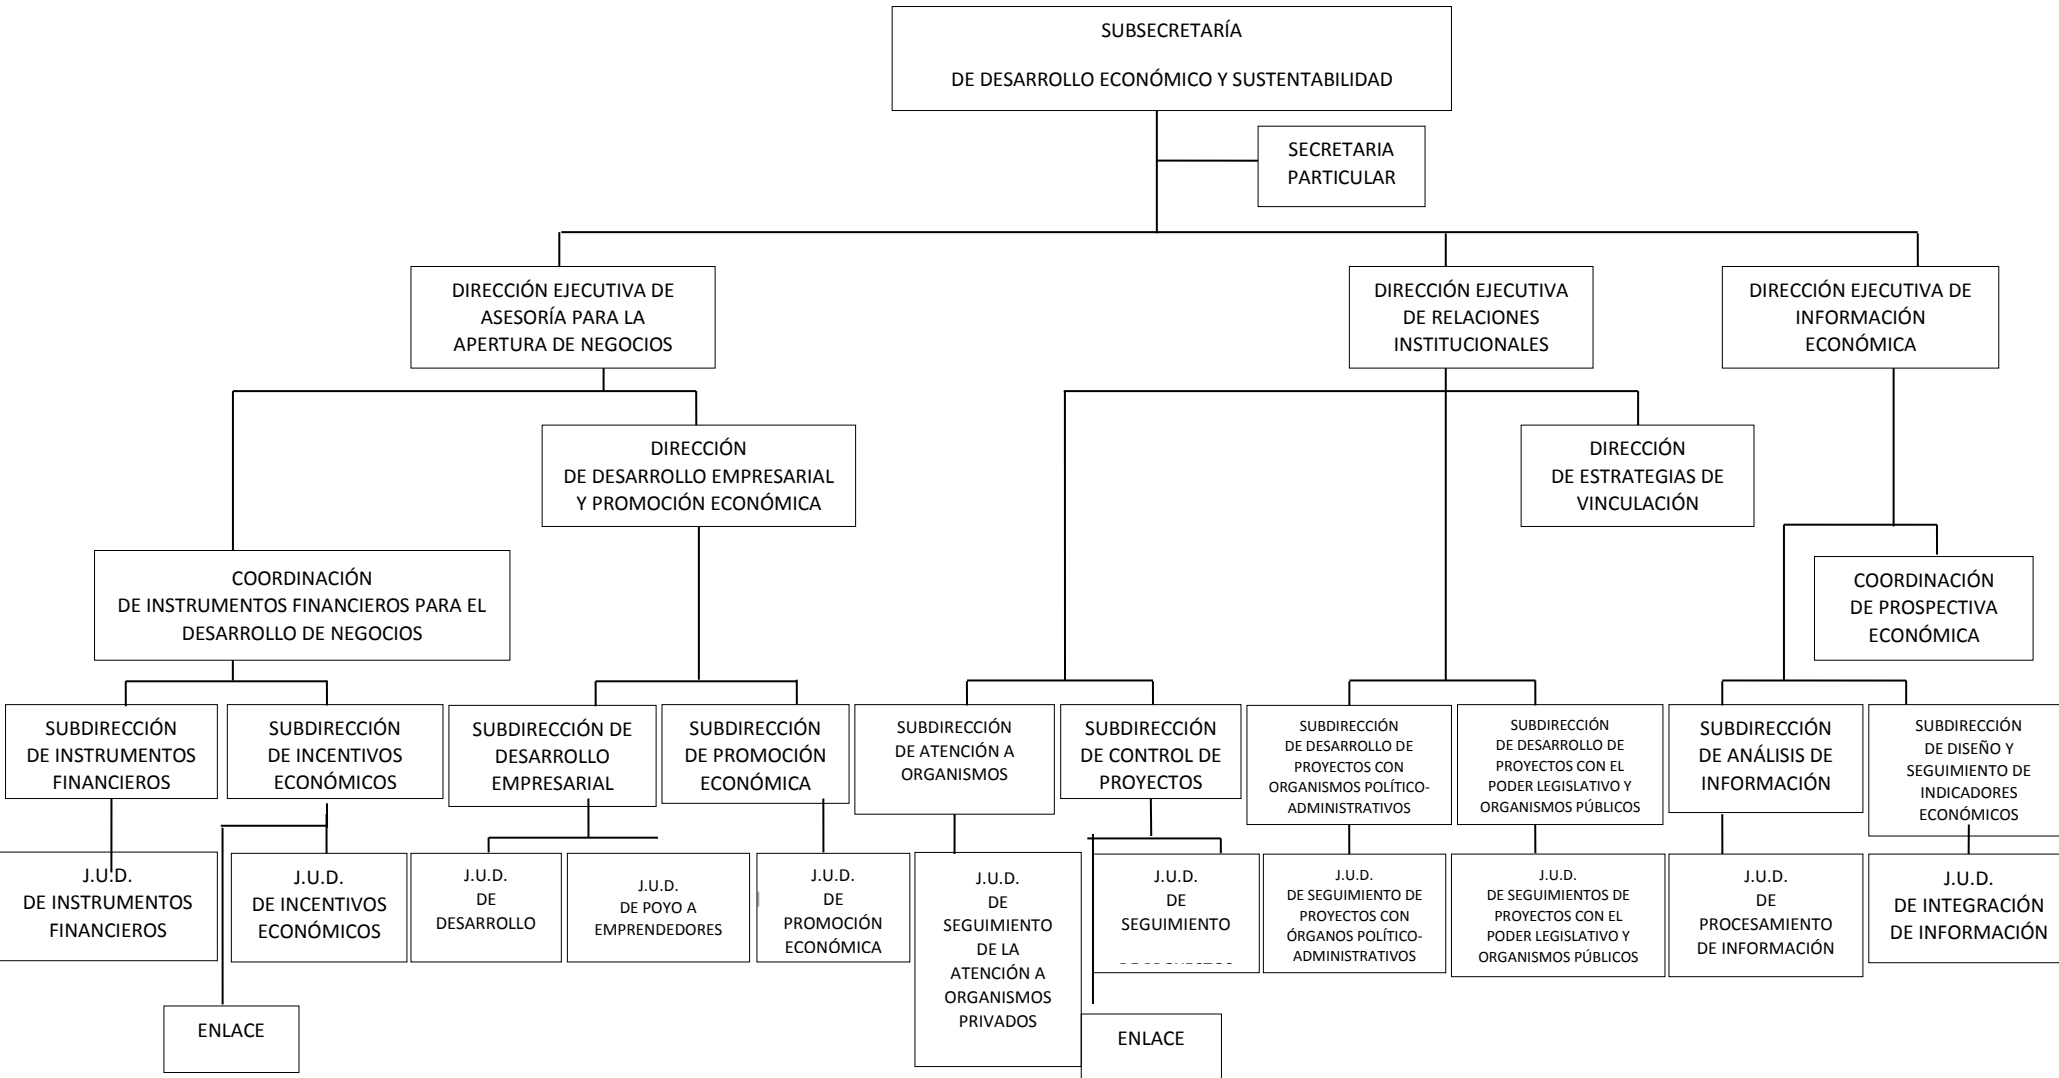 SUBSECRETARÍA
DE DESARROLLO ECONÓMICO Y SUSTENTABILIDAD
SECRETARIA
PARTICULAR
DIRECCIÓN EJECUTIVA DE
ASESORÍA PARA LA
APERTURA DE NEGOCIOS
DIRECCIÓN EJECUTIVA
DE RELACIONES
INSTITUCIONALES
DIRECCIÓN EJECUTIVA DE
INFORMACIÓN
ECONÓMICA
DIRECCIÓN
DE DESARROLLO EMPRESARIAL
Y PROMOCIÓN ECONÓMICA
DIRECCIÓN
DE ESTRATEGIAS DE
VINCULACIÓN
COORDINACIÓN
DE INSTRUMENTOS FINANCIEROS PARA EL
DESARROLLO DE NEGOCIOS
COORDINACIÓN
DE PROSPECTIVA
ECONÓMICA
SUBDIRECCIÓN
DE INSTRUMENTOS
FINANCIEROS
SUBDIRECCIÓN
DE INCENTIVOS
ECONÓMICOS
SUBDIRECCIÓN DE
DESARROLLO
EMPRESARIAL
SUBDIRECCIÓN
DE PROMOCIÓN
ECONÓMICA
SUBDIRECCIÓN
DE ATENCIÓN A
ORGANISMOS
SUBDIRECCIÓN
DE CONTROL DE
PROYECTOS
SUBDIRECCIÓN
DE DESARROLLO DE
PROYECTOS CON
ORGANISMOS POLÍTICO-
ADMINISTRATIVOS
SUBDIRECCIÓN
DE DESARROLLO DE
PROYECTOS CON EL
PODER LEGISLATIVO Y
ORGANISMOS PÚBLICOS
SUBDIRECCIÓN
DE ANÁLISIS DE
INFORMACIÓN
SUBDIRECCIÓN
DE DISEÑO Y
SEGUIMIENTO DE
INDICADORES
ECONÓMICOS
J.U.D.
DE INSTRUMENTOS
FINANCIEROS
J.U.D.
DE INCENTIVOS
ECONÓMICOS
J.U.D.
DE
DESARROLLO
J.U.D.
DE POYO A
EMPRENDEDORES
J.U.D.
DE
PROMOCIÓN
ECONÓMICA
J.U.D.
DE
SEGUIMIENTO
DE LA
ATENCIÓN A
ORGANISMOS
PRIVADOS
J.U.D.
DE
SEGUIMIENTO
J.U.D.
DE SEGUIMIENTO DE
PROYECTOS CON
ÓRGANOS POLÍTICO-
ADMINISTRATIVOS
J.U.D.
DE SEGUIMIENTOS DE
PROYECTOS CON EL
PODER LEGISLATIVO Y
ORGANISMOS PÚBLICOS
J.U.D.
DE
PROCESAMIENTO
DE INFORMACIÓN
J.U.D.
DE INTEGRACIÓN
DE INFORMACIÓN
ENLACE
ENLACE